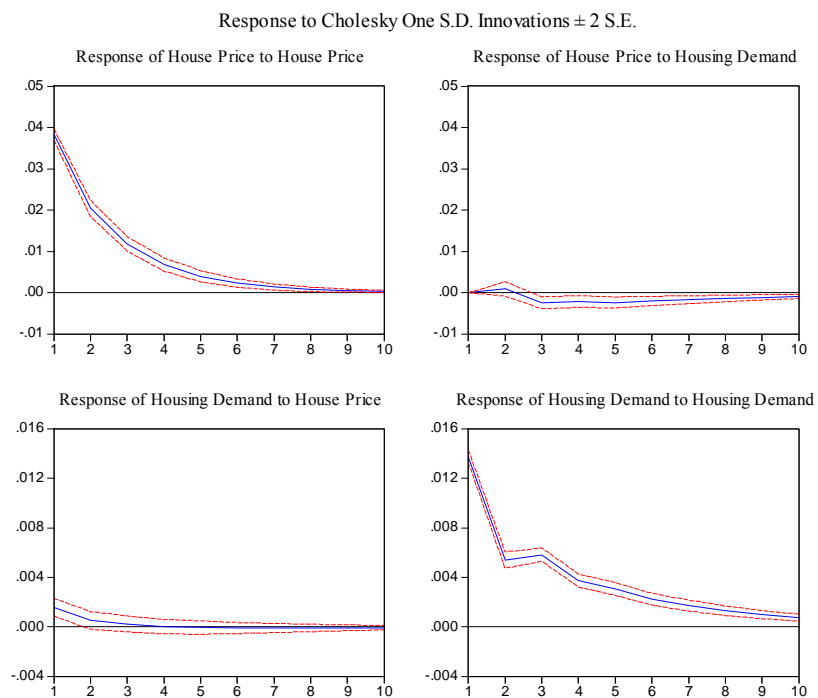 Response to Cholesky One S.D. Innovations ± 2 S.E.
Response of House Price to House Price
.05
.04
.03
.02
.01
.00
-.01
1 2 3 4 5 6 7 8 9 10
Response of House Price to Housing Demand
.05
.04
.03
.02
.01
.00
-.01
1 2 3 4 5 6 7 8 9 10
Response of Housing Demand to House Price
.016
.012
.008
.004
.000
-.004
1 2 3 4 5 6 7 8 9 10
Response of Housing Demand to Housing Demand
.016
.012
.008
.004
.000
-.004
1 2 3 4 5 6 7 8 9 10